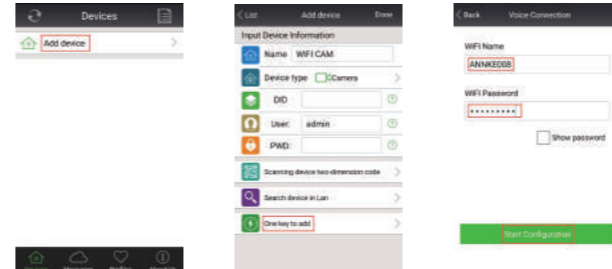 Devices
Add device
List
Add device
Done
Input Device Information
Name WIFI CAM
Device type Camera
DID
User: admin
PWD:
Scanning device two-dimension code
Search device in Lan
One key to add
Back
Voice Connection
WIFI Name
ANNKE008
WIFI Password
•••••••••
Show password
Start Configuration